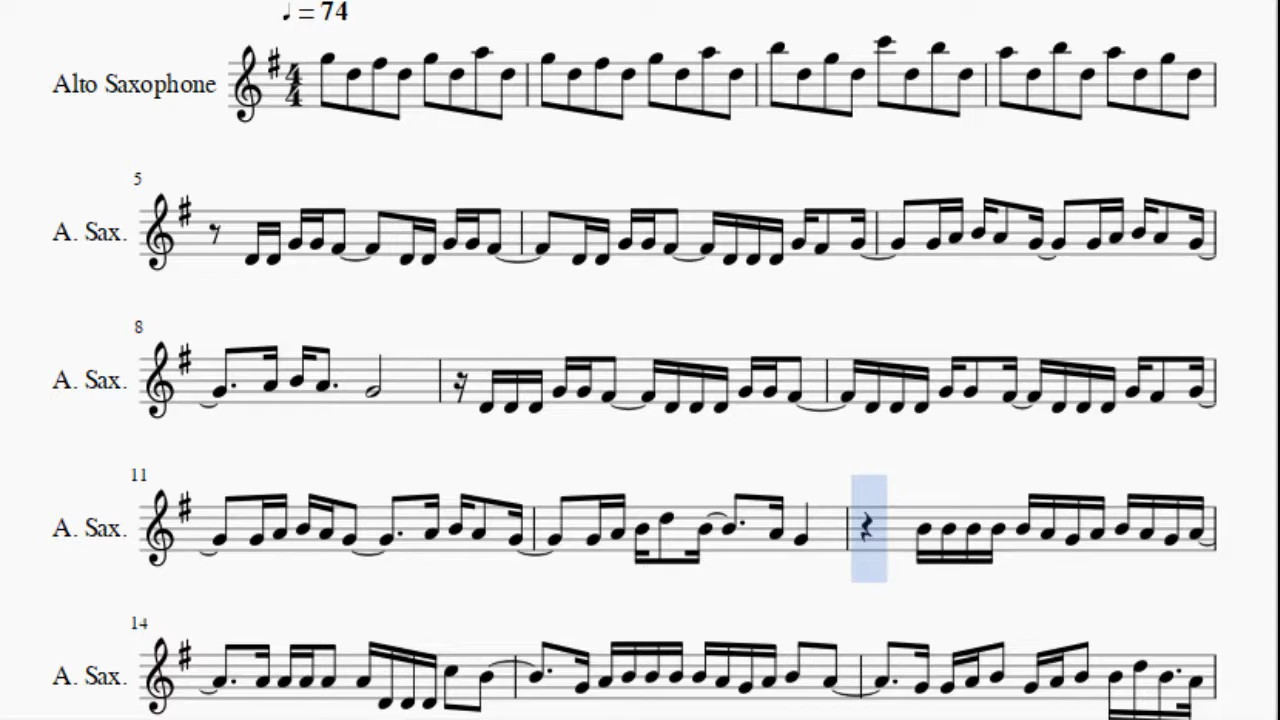 ♩ = 74
Alto Saxophone
4
4
5
A. Sax.
8
A. Sax.
11
A. Sax.
14
A. Sax.